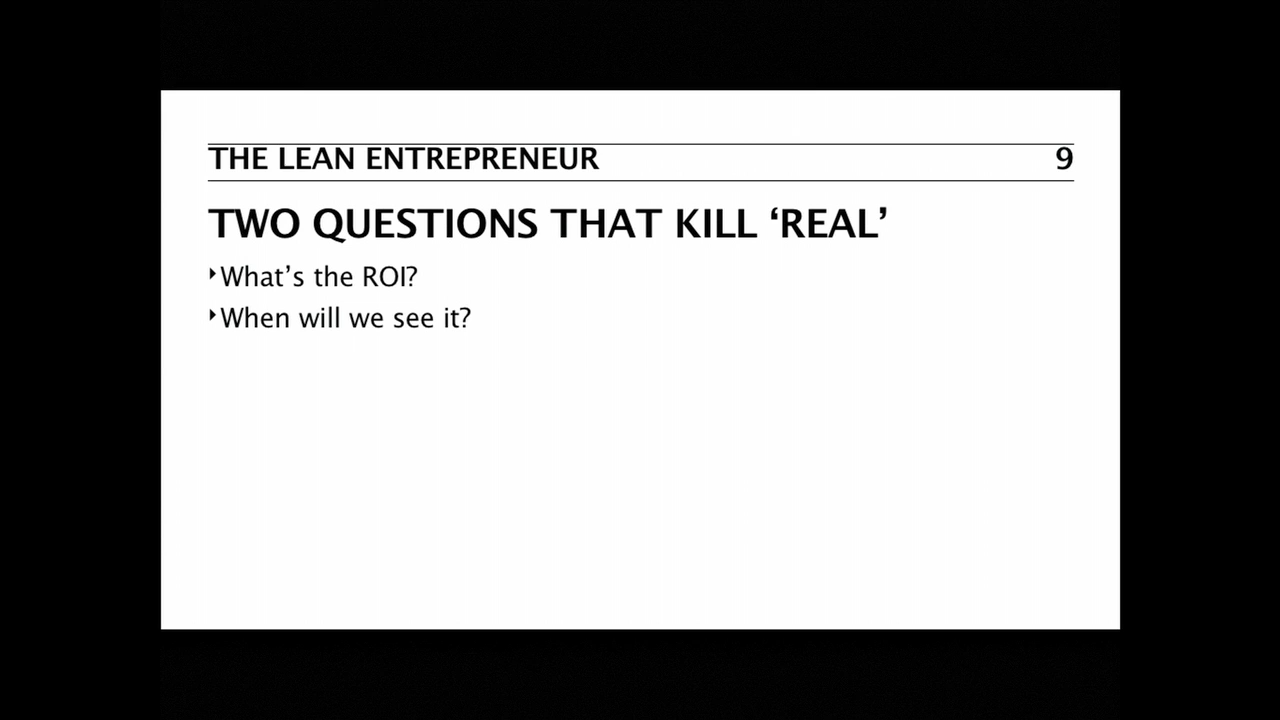 THE LEAN ENTREPRENEUR 9
TWO QUESTIONS THAT KILL ‘REAL’
‣What’s the ROI?
‣When will we see it?